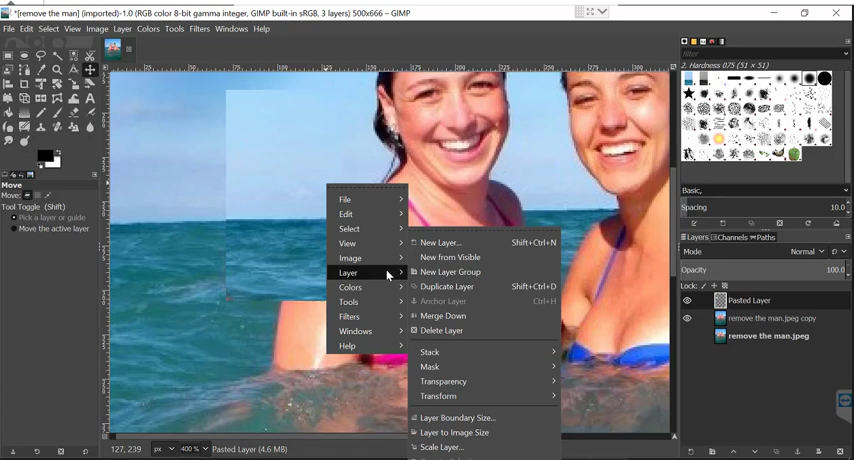 *[remove the man] (imported)-1.0 (RGB color 8-bit gamma integer, GIMP built-in sRGB, 3 layers) 500x666 – GIMP
File Edit Select View Image Layer Colors Tools Filters Windows Help
Move
Move:
Tool Toggle (Shift)
Pick a layer or guide
Move the active layer
File
Edit
Select
View
Image
Layer
Colors
Tools
Filters
Windows
Help
New Layer... Shift+Ctrl+N
New from Visible
New Layer Group
Duplicate Layer Shift+Ctrl+D
Anchor Layer Ctrl+H
Merge Down
Delete Layer
Stack
Mask
Transparency
Transform
Layer Boundary Size...
Layer to Image Size
Scale Layer...
127, 239 px 400 % Pasted Layer (4.6 MB)
filter
2. Hardness 075 (51 × 51)
Basic,
Spacing 10.0
Layers Channels Paths
Mode Normal
Opacity 100.0
Lock:
Pasted Layer
remove the man.jpeg copy
remove the man.jpeg